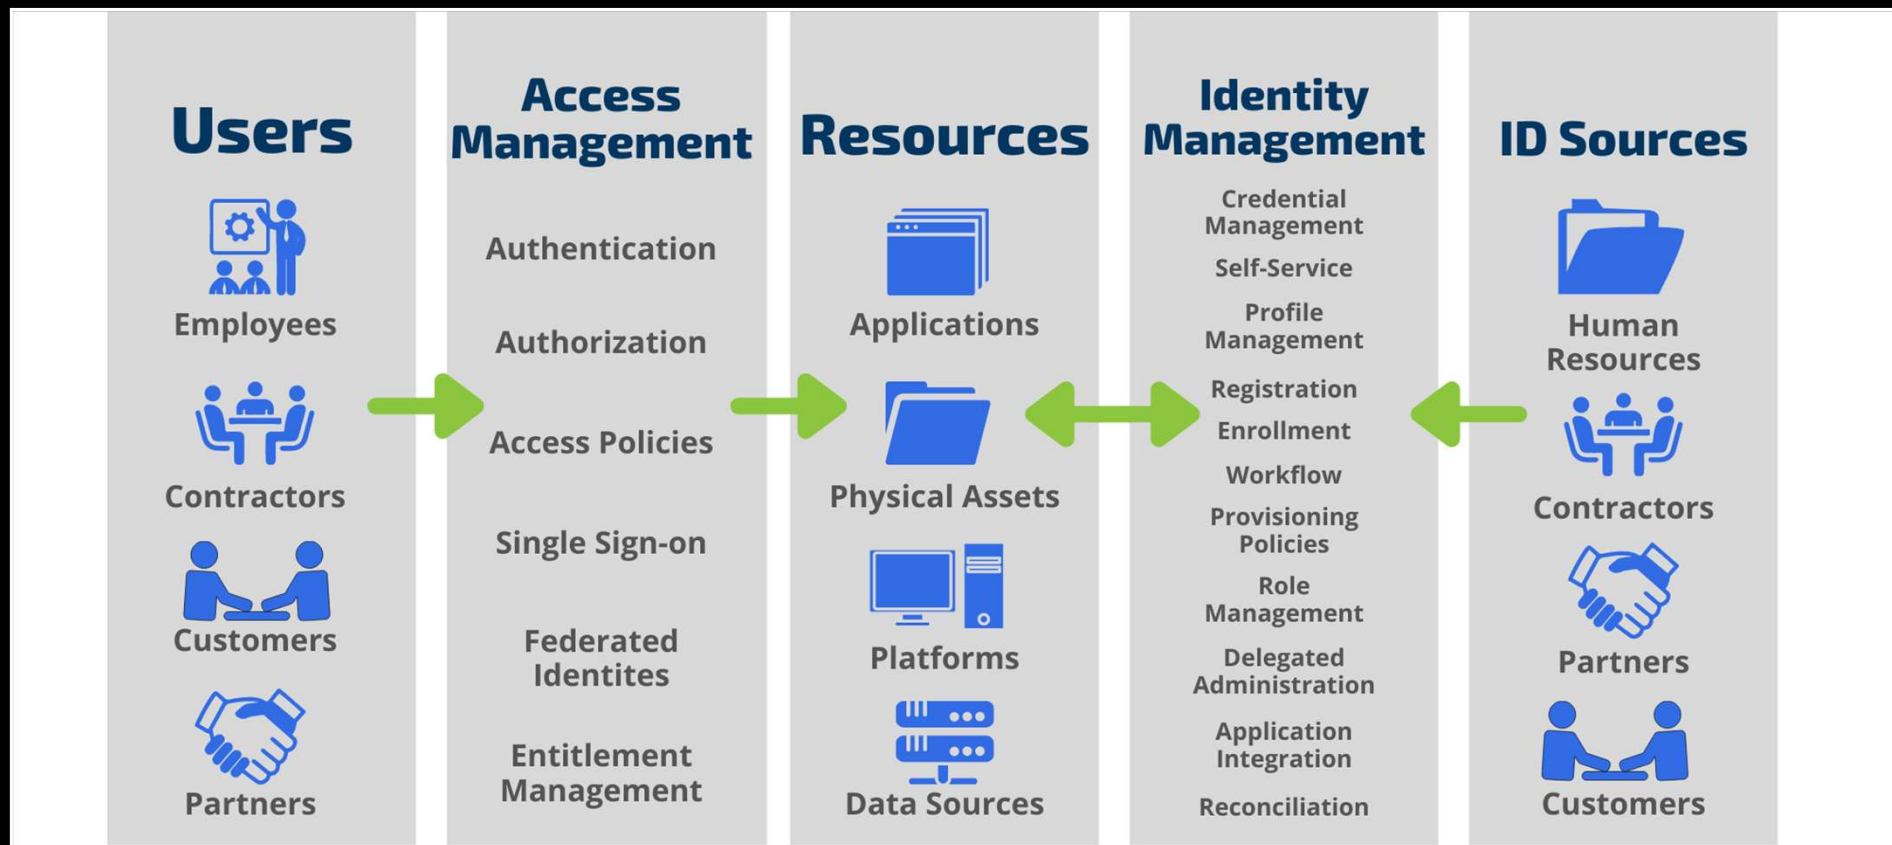 Users
Employees
Contractors
Customers
Partners
Access
Management
Authentication
Authorization
Access Policies
Single Sign-on
Federated
Identites
Entitlement
Management
Resources
Applications
Physical Assets
Platforms
Data Sources
Identity
Management
Credential
Management
Self-Service
Profile
Management
Registration
Enrollment
Workflow
Provisioning
Policies
Role
Management
Delegated
Administration
Application
Integration
Reconciliation
ID Sources
Human
Resources
Contractors
Partners
Customers